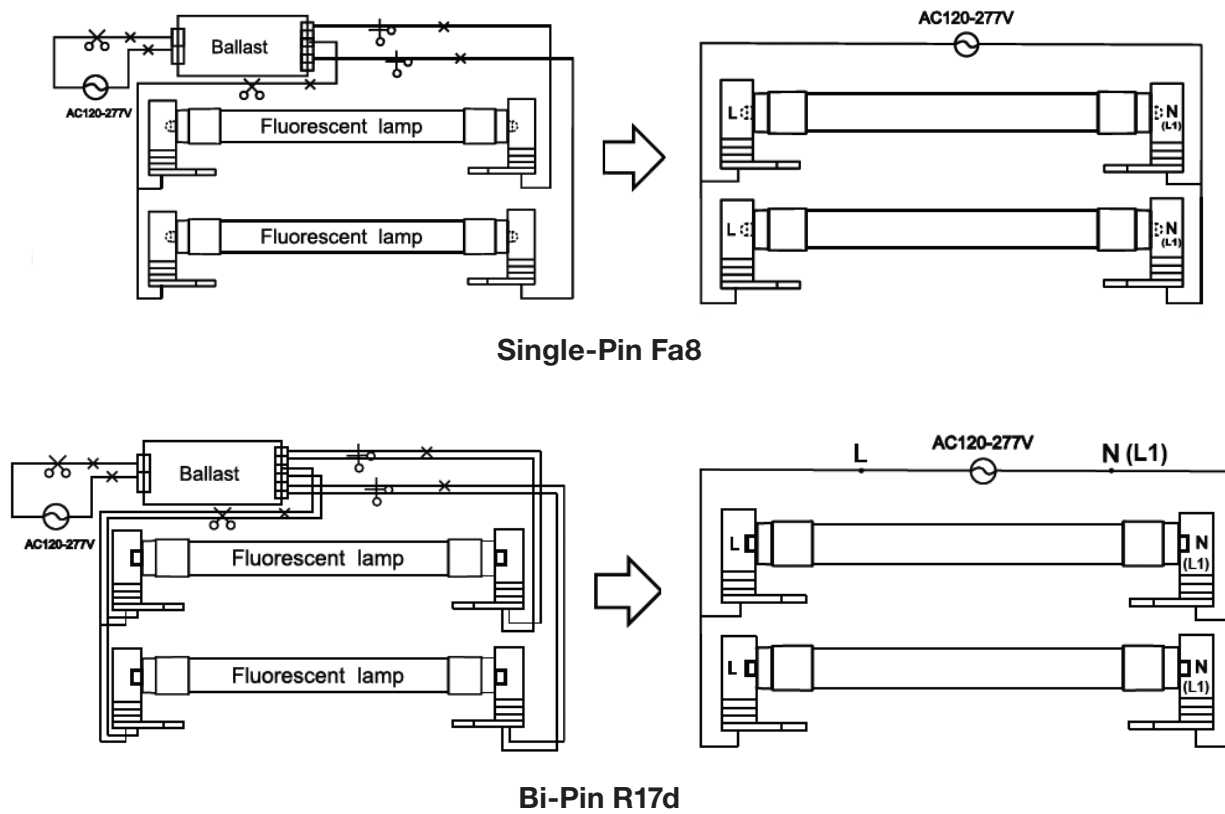 AC120-277V
Ballast
AC120-277V
Fluorescent lamp
Fluorescent lamp
L
N
(L1)
L
N
(L1)
Single-Pin Fa8
Ballast
AC120-277V
Fluorescent lamp
Fluorescent lamp
L
AC120-277V
N (L1)
L
N
(L1)
L
N
(L1)
Bi-Pin R17d